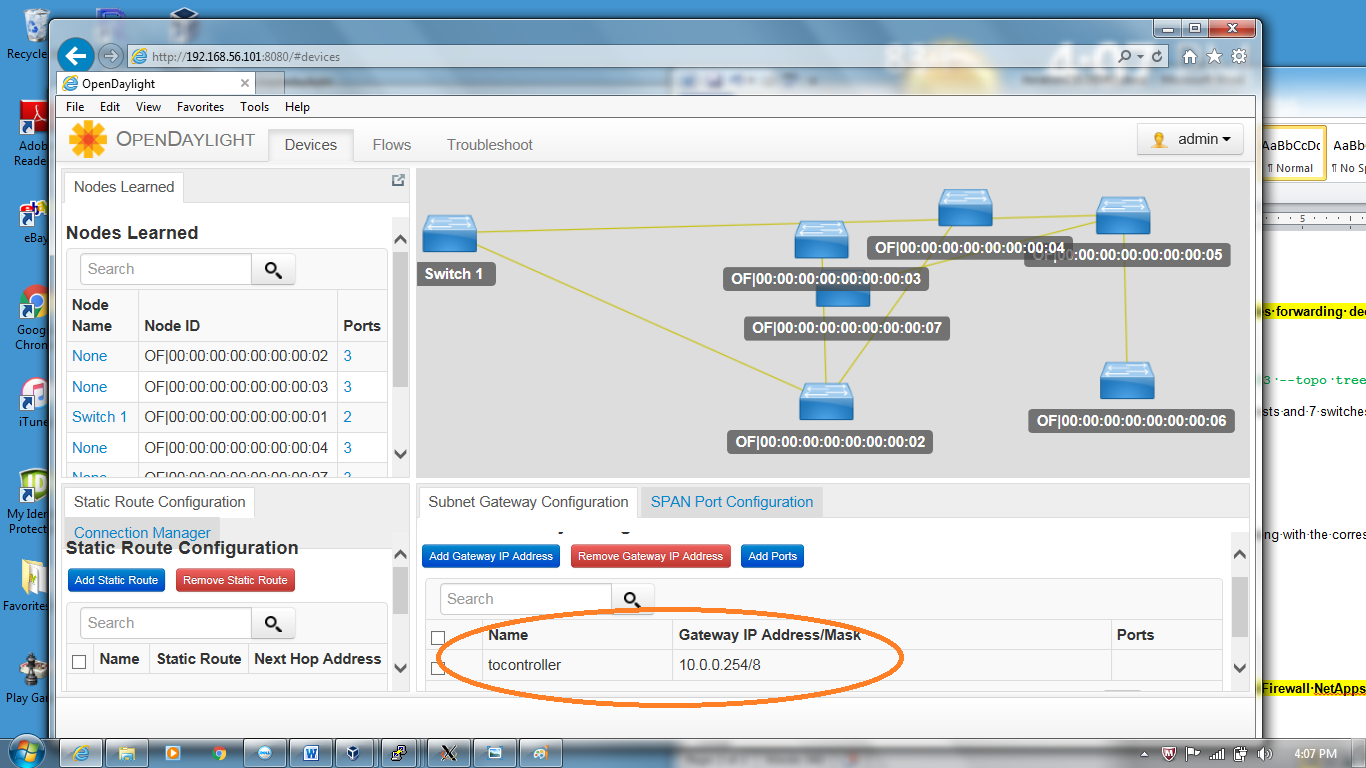 Recycle
http://192.168.56.101:8080/#devices
OpenDaylight
File Edit View Favorites Tools Help
OPENDAYLIGHT
Devices Flows Troubleshoot
admin
Adob
Reade
eBay
Googl
Chron
iTune
My Iden
Protect
Favorites
Play Gam
Nodes Learned
Nodes Learned
Search
Node Name Node ID Ports
None OF|00:00:00:00:00:00:00:02 3
None OF|00:00:00:00:00:00:00:03 3
Switch 1 OF|00:00:00:00:00:00:00:01 2
None OF|00:00:00:00:00:00:00:04 3
Switch 1
OF|00:00:00:00:00:00:00:04
:00:00:00:00:00:00:05
OF|00:00:00:00:00:00:00:03
OF|00:00:00:00:00:00:00:07
OF|00:00:00:00:00:00:00:06
OF|00:00:00:00:00:00:00:02
Static Route Configuration
Connection Manager
Static Route Configuration
Add Static Route Remove Static Route
Search
Name Static Route Next Hop Address
Subnet Gateway Configuration SPAN Port Configuration
Add Gateway IP Address Remove Gateway IP Address Add Ports
Search
Name Gateway IP Address/Mask Ports
tocontroller 10.0.0.254/8
AaBbCcDc AaBb
¶ Normal ¶ No Sp
5
s·forwarding·dec
3·--topo·tree
sts·and·7·switches
ng·with·the·corres
Firewall·NetApps
4:07 PM